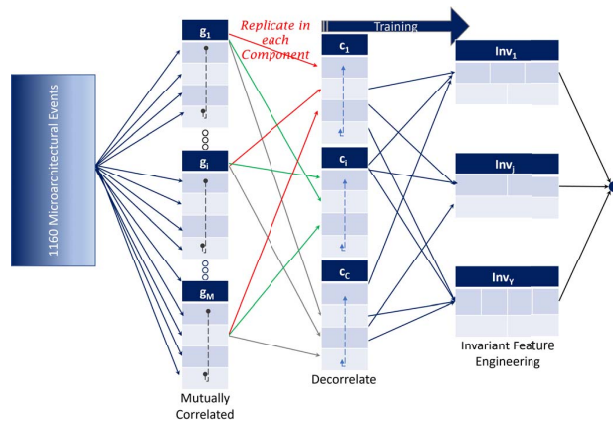 1160 Microarchitectural Events
g1
gi
gM
Mutually
Correlated
Replicate in
each
Component
Training
c1
ci
cC
Decorrelate
Inv1
Invj
InvY
Invariant Feature
Engineering